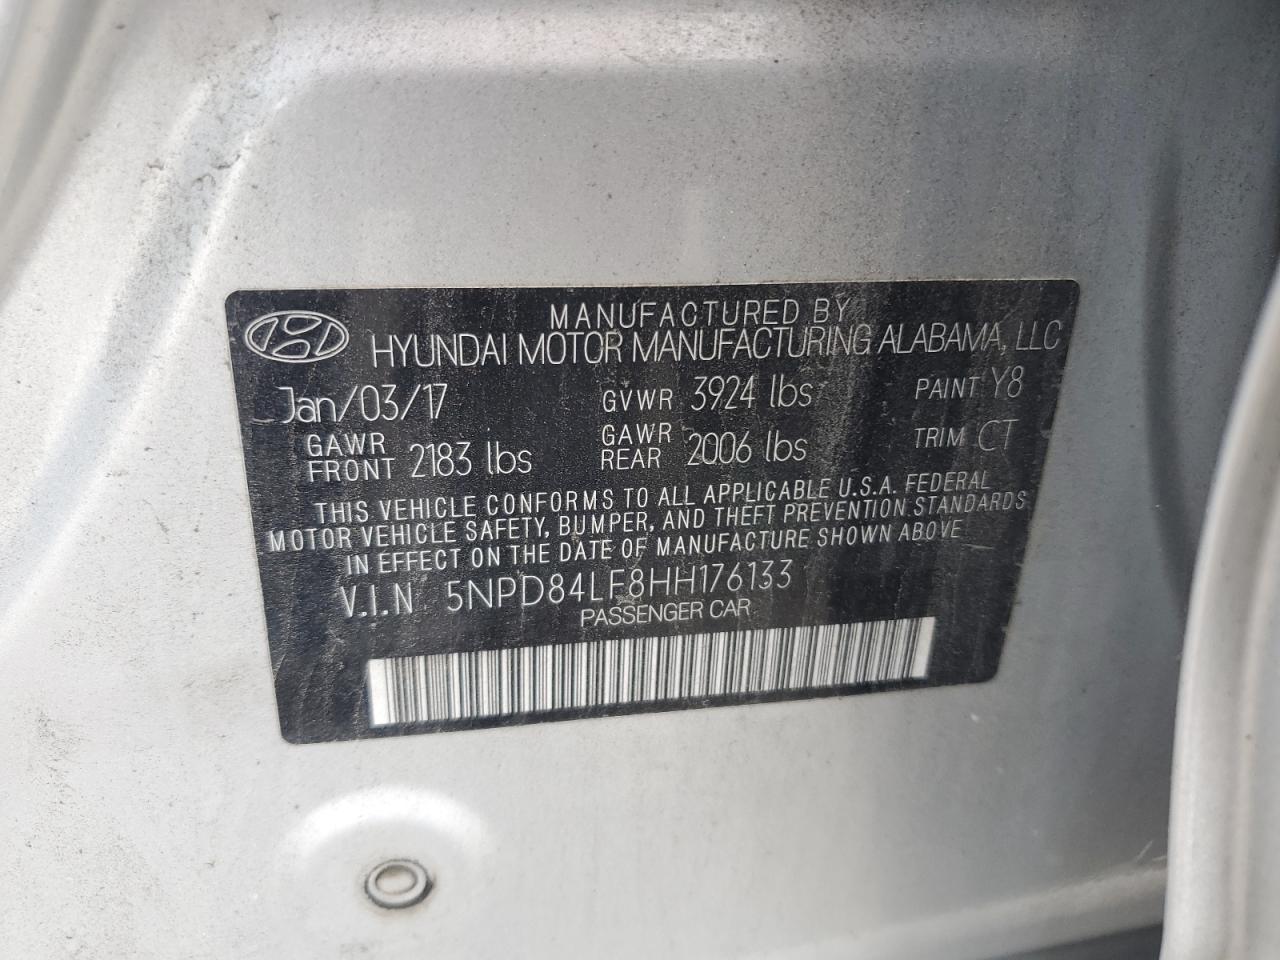 MANUFACTURED BY
HYUNDAI MOTOR MANUFACTURING ALABAMA, LLC
Jan/03/17 GVWR 3924 lbs PAINT Y8
GAWR FRONT 2183 lbs GAWR REAR 2006 lbs TRIM CT
THIS VEHICLE CONFORMS TO ALL APPLICABLE U.S.A. FEDERAL
MOTOR VEHICLE SAFETY, BUMPER, AND THEFT PREVENTION STANDARDS
IN EFFECT ON THE DATE OF MANUFACTURE SHOWN ABOVE
V.I.N 5NPD84LF8HH176133
PASSENGER CAR